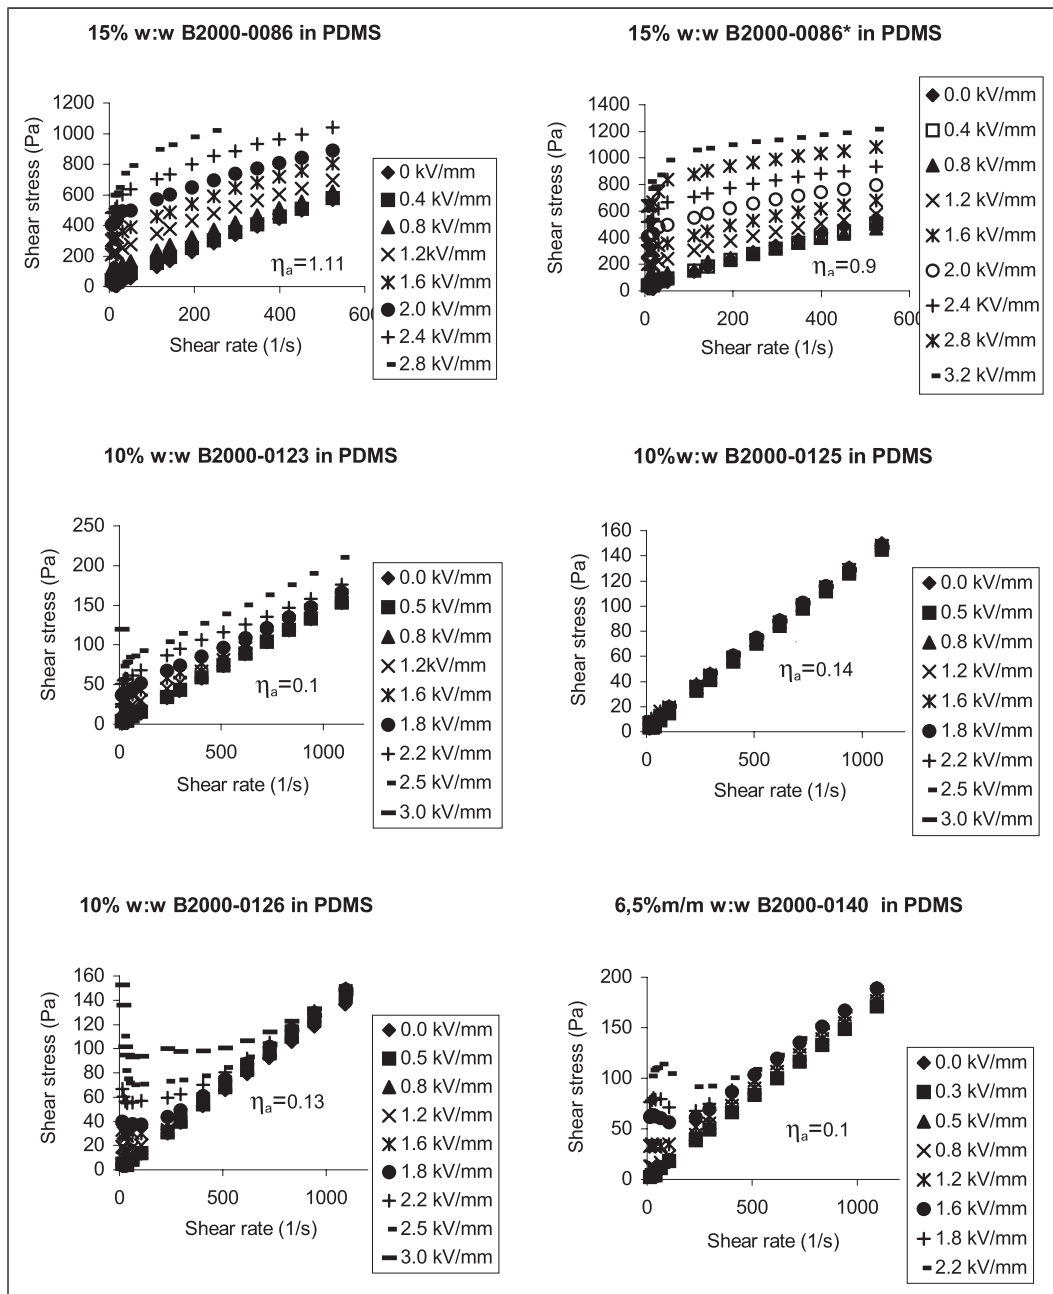 15% w:w B2000-0086 in PDMS
Shear stress (Pa)
1200
1000
800
600
400
200
0
0
200
400
600
Shear rate (1/s)
ηa=1.11
0 kV/mm
0.4 kV/mm
0.8 kV/mm
1.2kV/mm
1.6 kV/mm
2.0 kV/mm
2.4 kV/mm
2.8 kV/mm
15% w:w B2000-0086* in PDMS
Shear stress (Pa)
1400
1200
1000
800
600
400
200
0
0
200
400
600
Shear rate (1/s)
ηa=0.9
0.0 kV/mm
0.4 kV/mm
0.8 kV/mm
1.2 kV/mm
1.6 kV/mm
2.0 kV/mm
2.4 KV/mm
2.8 kV/mm
3.2 kV/mm
10% w:w B2000-0123 in PDMS
Shear stress (Pa)
250
200
150
100
50
0
0
500
1000
Shear rate (1/s)
ηa=0.1
0.0 kV/mm
0.5 kV/mm
0.8 kV/mm
1.2kV/mm
1.6 kV/mm
1.8 kV/mm
2.2 kV/mm
2.5 kV/mm
3.0 kV/mm
10%w:w B2000-0125 in PDMS
Shear stress (Pa)
160
140
120
100
80
60
40
20
0
0
500
1000
Shear rate (1/s)
ηa=0.14
0.0 kV/mm
0.5 kV/mm
0.8 kV/mm
1.2 kV/mm
1.6 kV/mm
1.8 kV/mm
2.2 kV/mm
2.5 kV/mm
3.0 kV/mm
10% w:w B2000-0126 in PDMS
Shear stress (Pa)
160
140
120
100
80
60
40
20
0
0
500
1000
Shear rate (1/s)
ηa=0.13
0.0 kV/mm
0.5 kV/mm
0.8 kV/mm
1.2 kV/mm
1.6 kV/mm
1.8 kV/mm
2.2 kV/mm
2.5 kV/mm
3.0 kV/mm
6,5%m/m w:w B2000-0140 in PDMS
Shear stress (Pa)
200
150
100
50
0
0
500
1000
Shear rate (1/s)
ηa=0.1
0.0 kV/mm
0.3 kV/mm
0.5 kV/mm
0.8 kV/mm
1.2 kV/mm
1.6 kV/mm
1.8 kV/mm
2.2 kV/mm